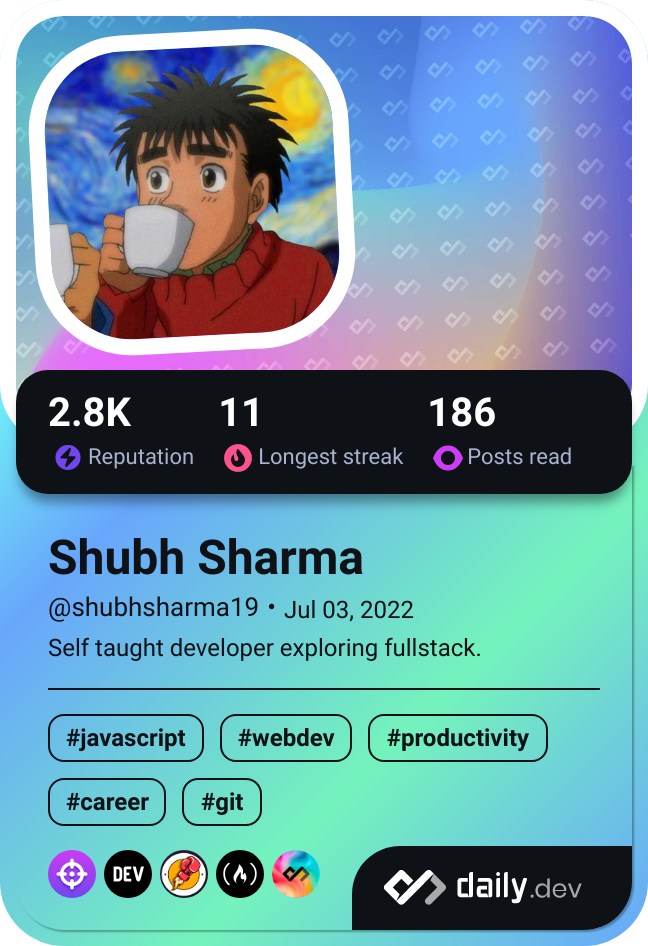 2.8K 11 186
Reputation Longest streak Posts read
Shubh Sharma
@shubhsharma19 • Jul 03, 2022
Self taught developer exploring fullstack.
#javascript #webdev #productivity
#career #git
DEV
daily.dev